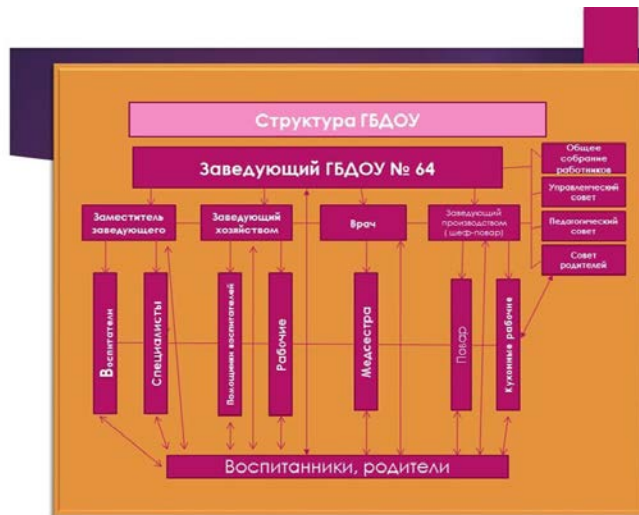 Структура ГБДОУ
Заведующий ГБДОУ № 64
Общее
собрание
работников
Управленческий
совет
Педагогический
совет
Совет
родителей
Заместитель
заведующего
Заведующий
хозяйством
Врач
Заведующий
производством
( шеф-повар)
Воспитатели
Специалисты
Помощники воспитателей
Рабочие
Медсестра
Повар
Кухонные рабочие
Воспитанники, родители